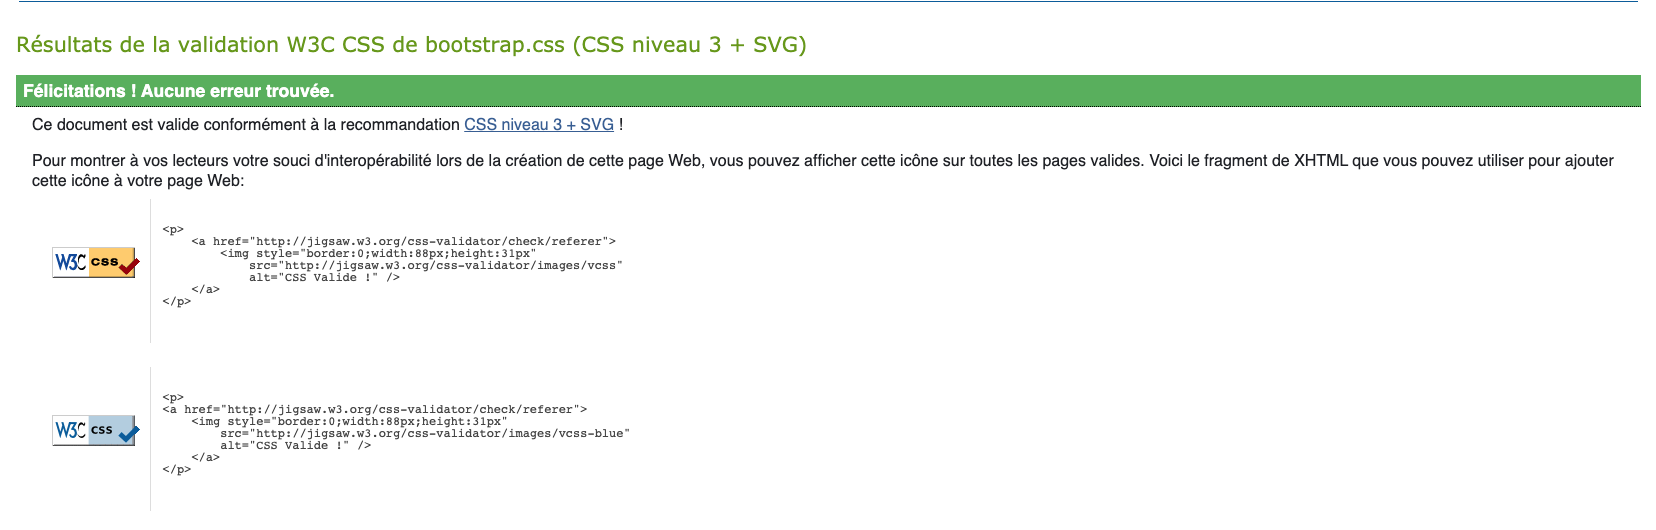 Résultats de la validation W3C CSS de bootstrap.css (CSS niveau 3 + SVG)
Félicitations ! Aucune erreur trouvée.
Ce document est valide conformément à la recommandation CSS niveau 3 + SVG !
Pour montrer à vos lecteurs votre souci d'interopérabilité lors de la création de cette page Web, vous pouvez afficher cette icône sur toutes les pages valides. Voici le fragment de XHTML que vous pouvez utiliser pour ajouter
cette icône à votre page Web:
W3C css
<p>
    <a href="http://jigsaw.w3.org/css-validator/check/referer">
        <img style="border:0;width:88px;height:31px"
            src="http://jigsaw.w3.org/css-validator/images/vcss"
            alt="CSS Valide !" />
    </a>
</p>
W3C css
<p>
<a href="http://jigsaw.w3.org/css-validator/check/referer">
    <img style="border:0;width:88px;height:31px"
        src="http://jigsaw.w3.org/css-validator/images/vcss-blue"
        alt="CSS Valide !" />
    </a>
</p>